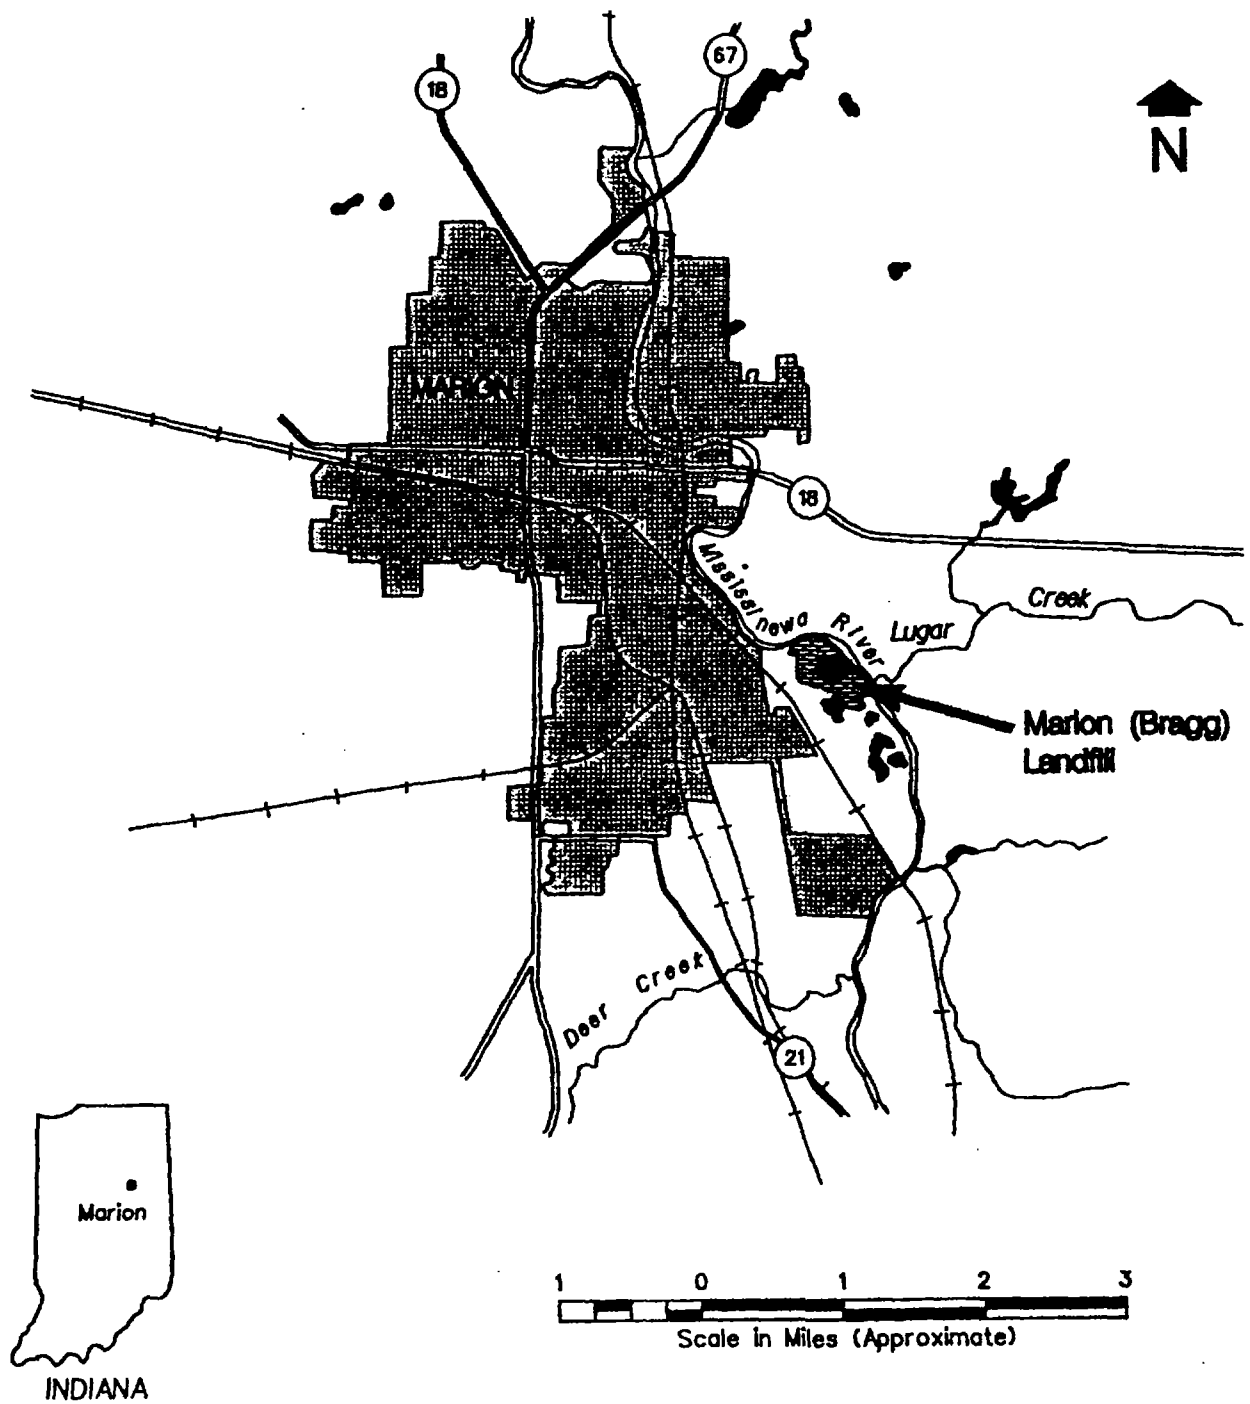 67
18
N
MARION
18
Mississinewa River
Lugar Creek
Marion (Bragg)
Landfill
Deer Creek
21
Marion
INDIANA
1 0 1 2 3
Scale in Miles (Approximate)